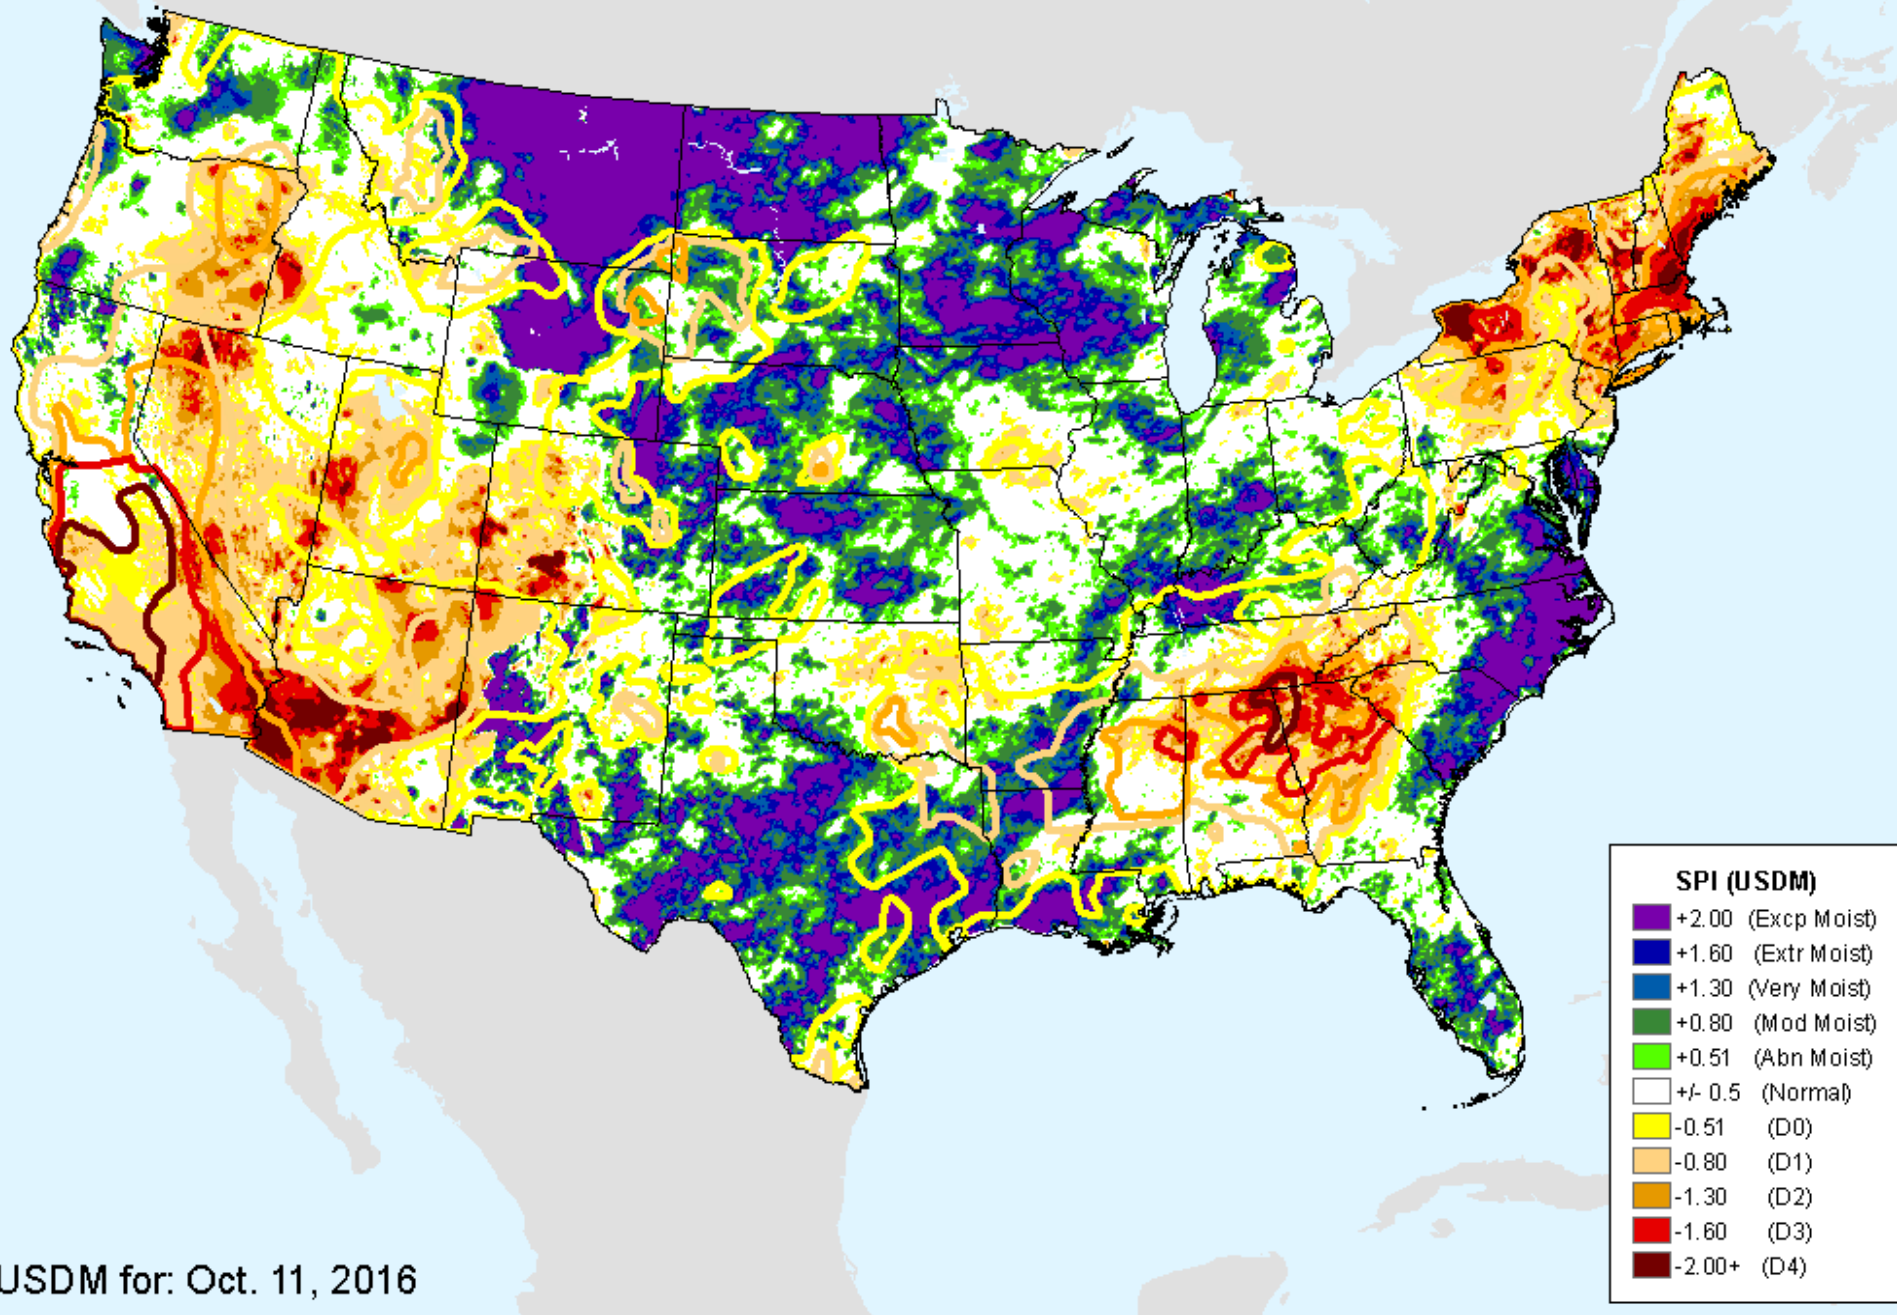 SPI (USDM)
+2.00 (Excp Moist)
+1.60 (Extr Moist)
+1.30 (Very Moist)
+0.80 (Mod Moist)
+0.51 (Abn Moist)
+/- 0.5 (Normal)
-0.51 (D0)
-0.80 (D1)
-1.30 (D2)
-1.60 (D3)
-2.00+ (D4)
USDM for: Oct. 11, 2016